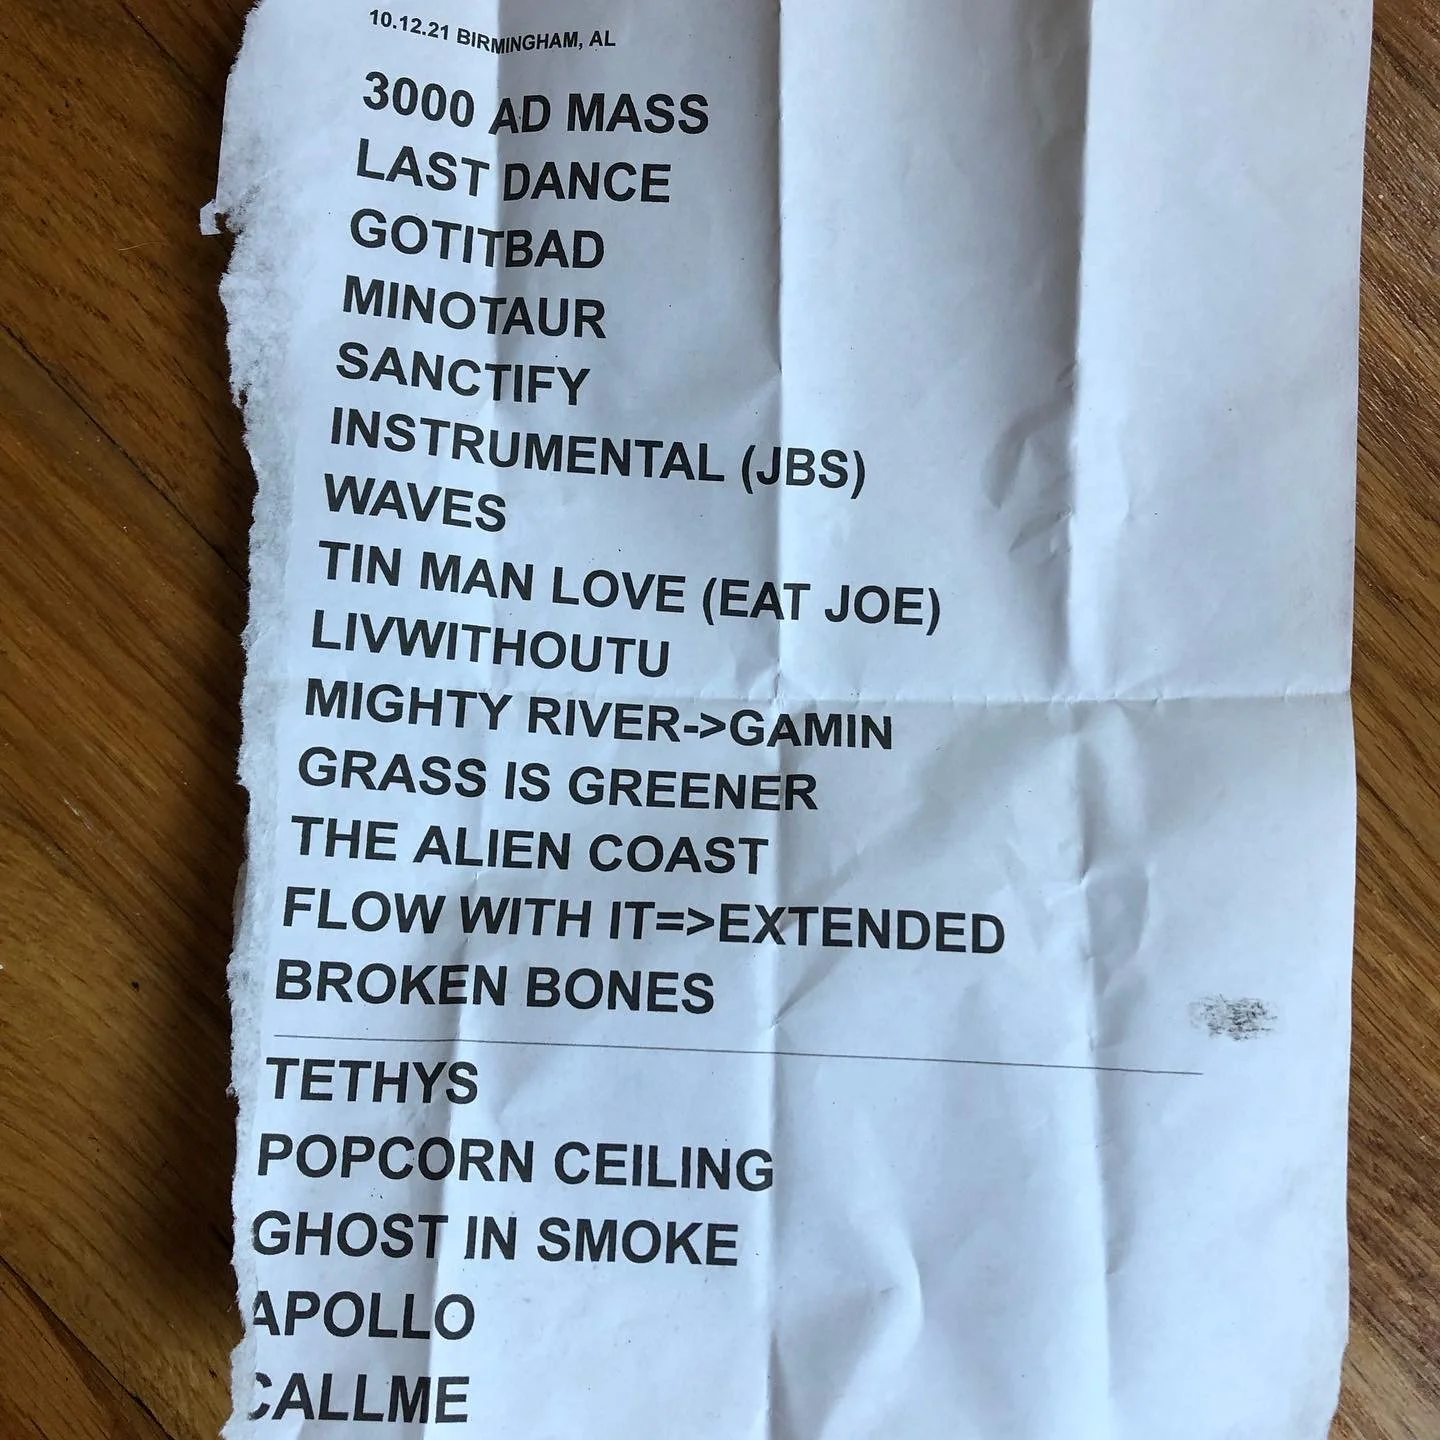 10.12.21 BIRMINGHAM, AL
3000 AD MASS
LAST DANCE
GOTITBAD
MINOTAUR
SANCTIFY
INSTRUMENTAL (JBS)
WAVES
TIN MAN LOVE (EAT JOE)
LIVWITHOUTU
MIGHTY RIVER->GAMIN
GRASS IS GREENER
THE ALIEN COAST
FLOW WITH IT=>EXTENDED
BROKEN BONES
TETHYS
POPCORN CEILING
GHOST IN SMOKE
APOLLO
CALLME